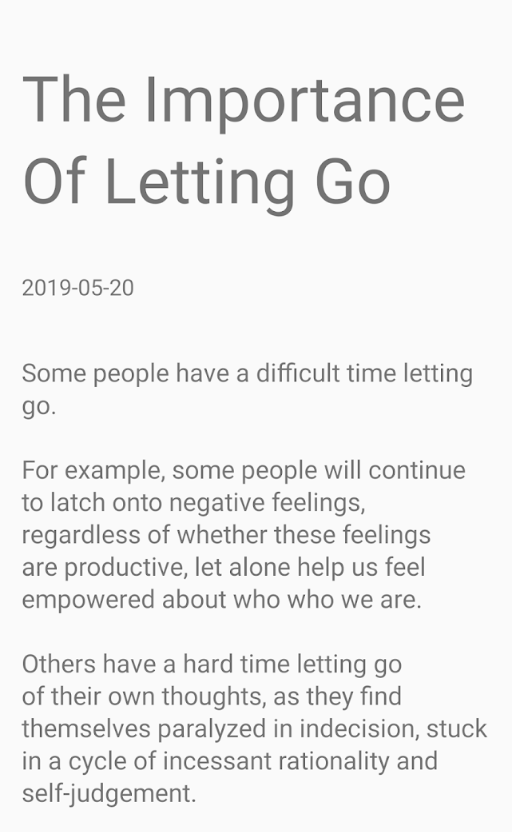 The Importance
Of Letting Go
2019-05-20
Some people have a difficult time letting
go.
For example, some people will continue
to latch onto negative feelings,
regardless of whether these feelings
are productive, let alone help us feel
empowered about who who we are.
Others have a hard time letting go
of their own thoughts, as they find
themselves paralyzed in indecision, stuck
in a cycle of incessant rationality and
self-judgement.